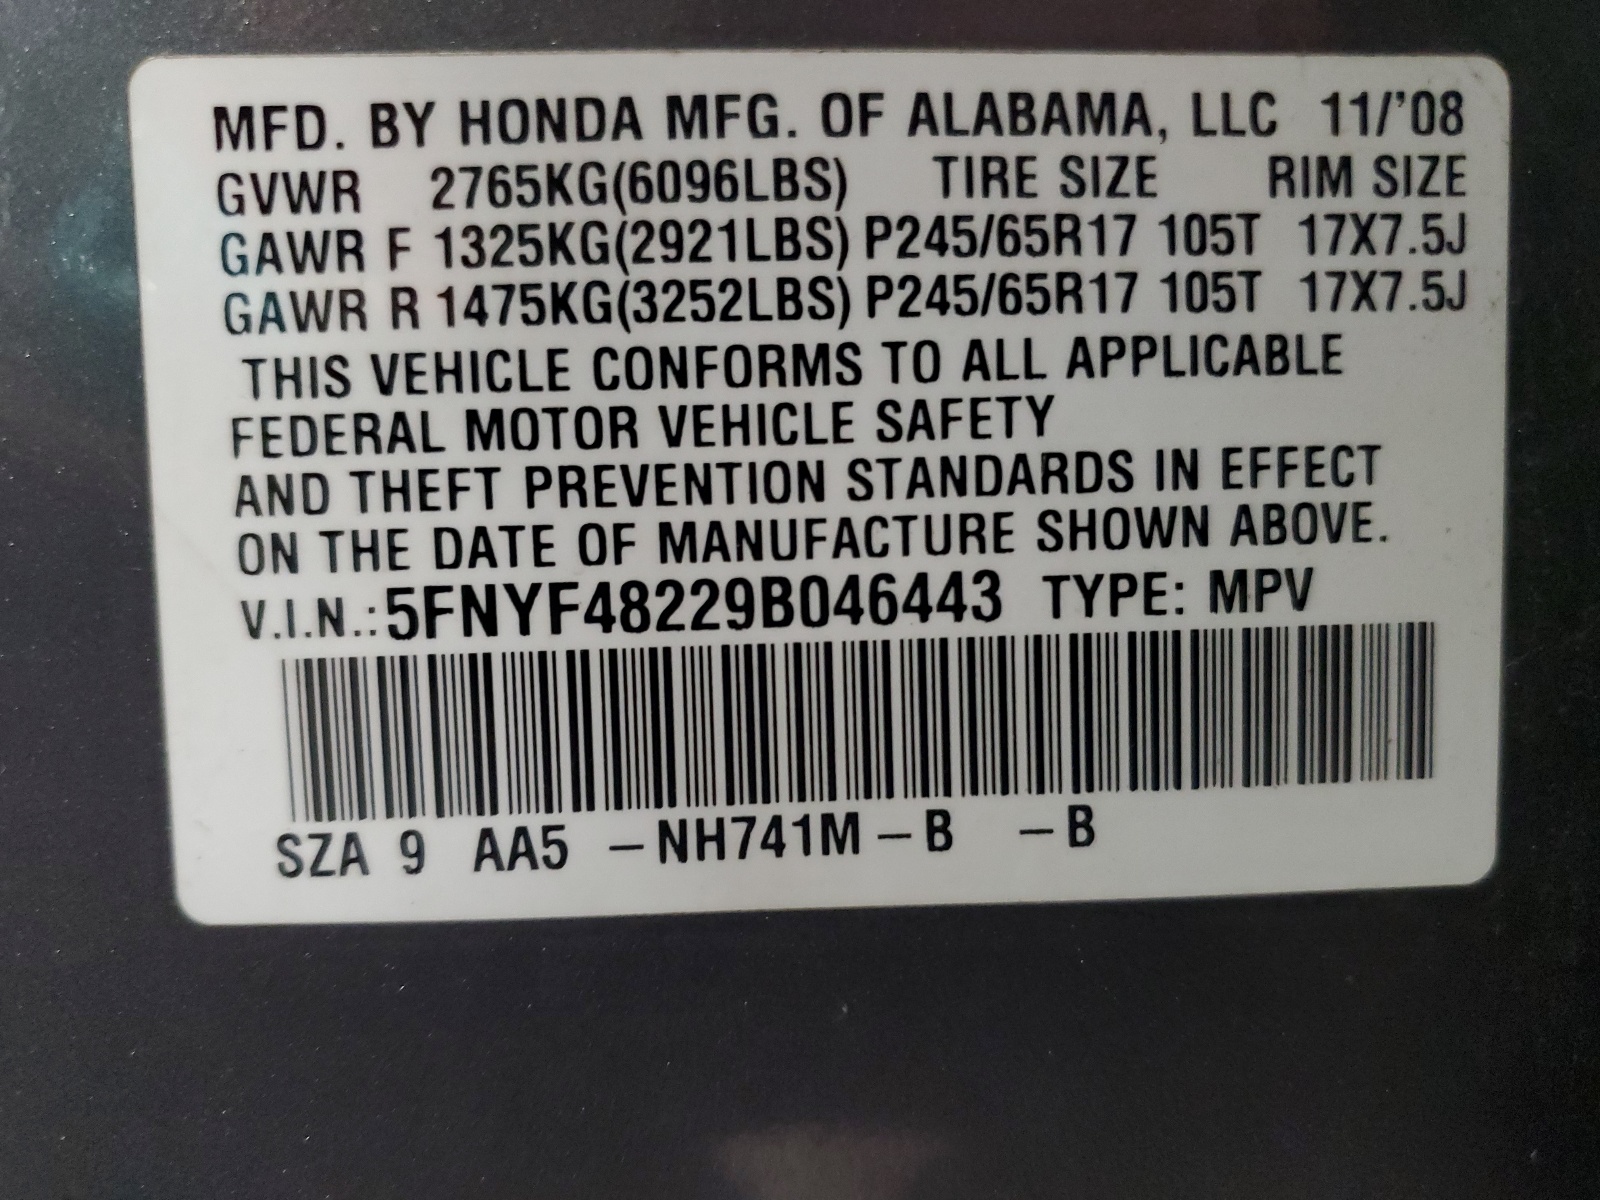 MFD. BY HONDA MFG. OF ALABAMA, LLC 11/'08
GVWR 2765KG(6096LBS) TIRE SIZE RIM SIZE
GAWR F 1325KG(2921LBS) P245/65R17 105T 17X7.5J
GAWR R 1475KG(3252LBS) P245/65R17 105T 17X7.5J
THIS VEHICLE CONFORMS TO ALL APPLICABLE
FEDERAL MOTOR VEHICLE SAFETY
AND THEFT PREVENTION STANDARDS IN EFFECT
ON THE DATE OF MANUFACTURE SHOWN ABOVE.
V.I.N.: 5FNYF48229B046443 TYPE: MPV
SZA 9 AA5 –NH741M – B – B